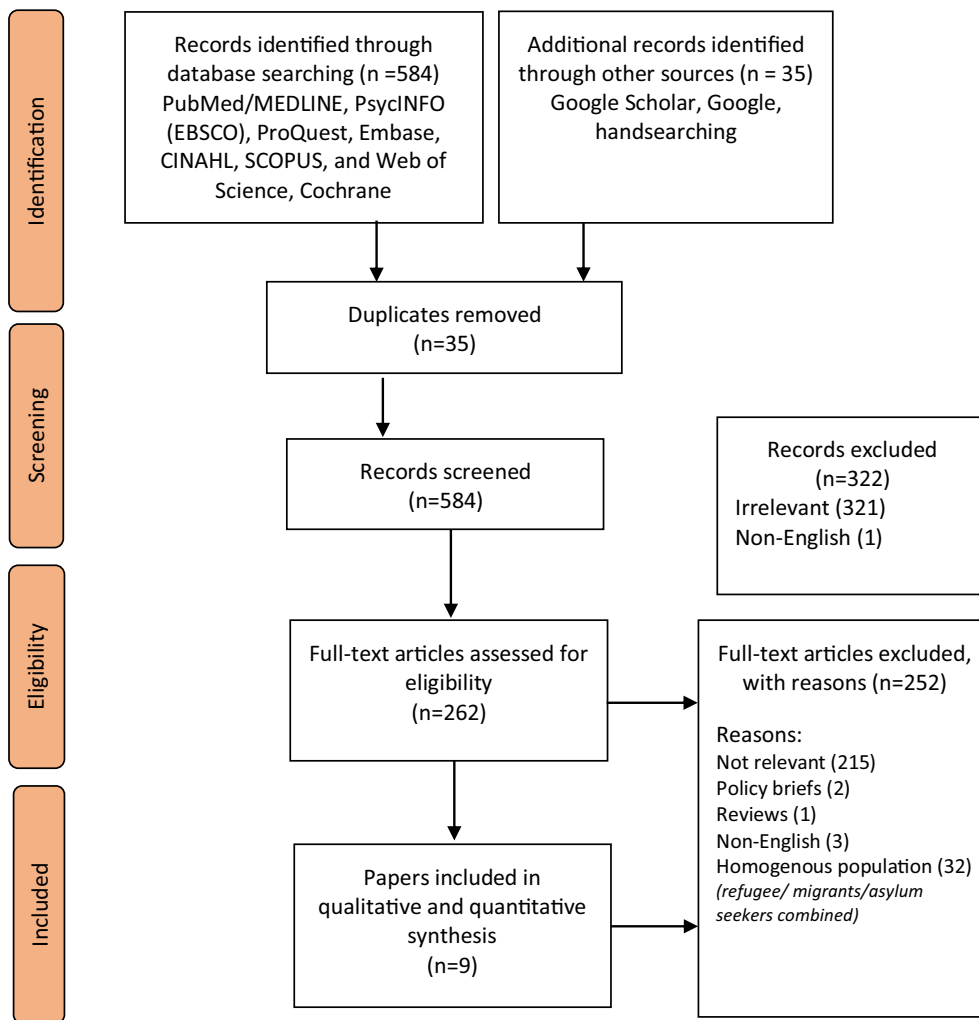 Identification
Records identified through
database searching (n =584)
PubMed/MEDLINE, PsycINFO
(EBSCO), ProQuest, Embase,
CINAHL, SCOPUS, and Web of
Science, Cochrane
Additional records identified
through other sources (n = 35)
Google Scholar, Google,
handsearching
Duplicates removed
(n=35)
Screening
Records screened
(n=584)
Records excluded
(n=322)
Irrelevant (321)
Non-English (1)
Eligibility
Full-text articles assessed for
eligibility
(n=262)
Full-text articles excluded,
with reasons (n=252)
Reasons:
Not relevant (215)
Policy briefs (2)
Reviews (1)
Non-English (3)
Homogenous population (32)
(refugee/ migrants/asylum
seekers combined)
Included
Papers included in
qualitative and quantitative
synthesis
(n=9)